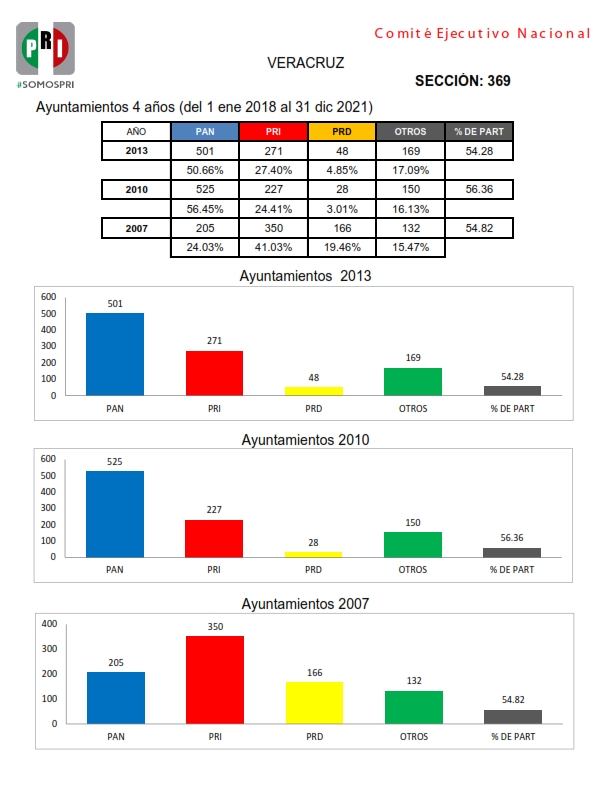 Comité Ejecutivo Nacional
PRI
#SOMOSPRI
VERACRUZ
SECCIÓN: 369
Ayuntamientos 4 años (del 1 ene 2018 al 31 dic 2021)
AÑO PAN PRI PRD OTROS % DE PART
2013 501 271 48 169 54.28
50.66% 27.40% 4.85% 17.09%
2010 525 227 28 150 56.36
56.45% 24.41% 3.01% 16.13%
2007 205 350 166 132 54.82
24.03% 41.03% 19.46% 15.47%
Ayuntamientos 2013
600
500
400
300
200
100
0
501 271 48 169 54.28
PAN PRI PRD OTROS % DE PART
Ayuntamientos 2010
600
500
400
300
200
100
0
525 227 28 150 56.36
PAN PRI PRD OTROS % DE PART
Ayuntamientos 2007
400
300
200
100
0
205 350 166 132 54.82
PAN PRI PRD OTROS % DE PART